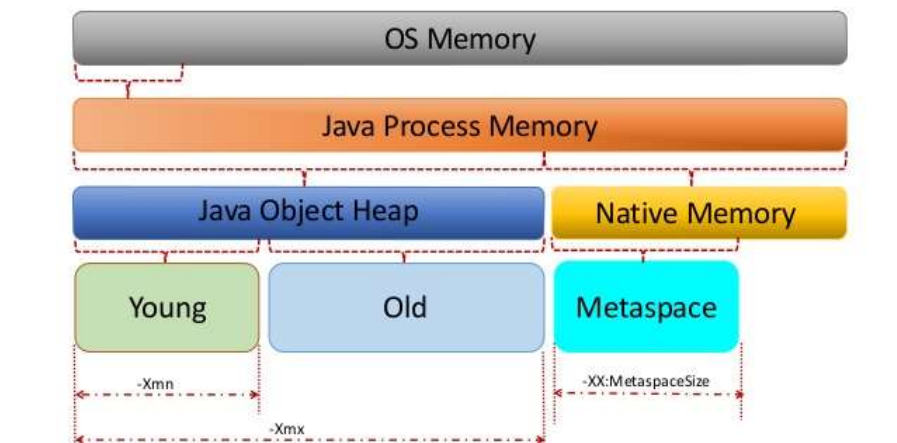 OS Memory
Java Process Memory
Java Object Heap
Native Memory
Young
Old
Metaspace
-Xmn
-XX:MetaspaceSize
-Xmx